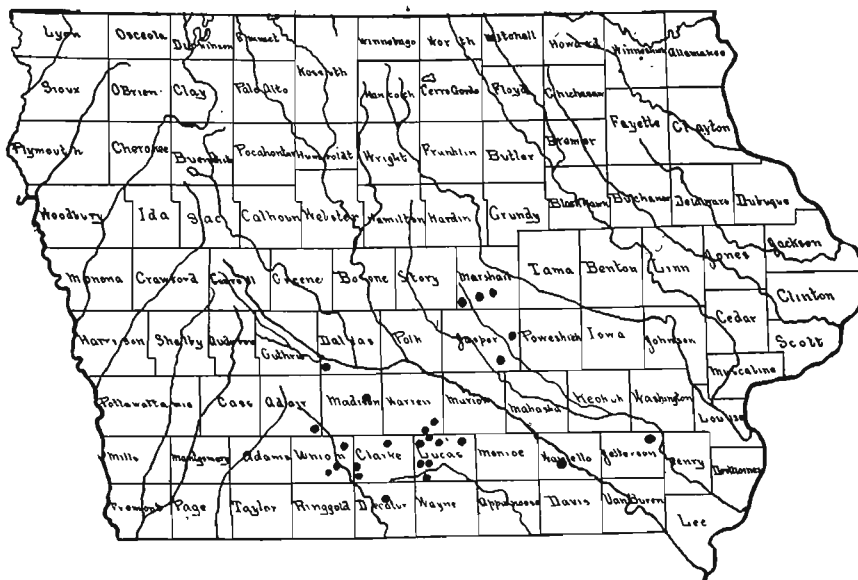 Lyon Osceola Dickinson Emmet Winnebago Worth Mitchell Howard Winneshiek Allamakee
Sioux O'Brien Clay Palo Alto Kossuth Hancock Cerro Gordo Floyd Chickasaw
Fayette Clayton
Plymouth Cherokee Buena Vista Pocahontas Humboldt Wright Franklin Butler Bremer
Woodbury Ida Sac Calhoun Webster Hamilton Hardin Grundy Black Hawk Buchanan Delaware Dubuque
Monona Crawford Carroll Greene Boone Story Marshall Tama Benton Linn Jones Jackson
Clinton
Harrison Shelby Audubon Guthrie Dallas Polk Jasper Poweshiek Iowa Johnson Cedar Scott
Muscatine
Pottawattamie Cass Adair Madison Warren Marion Mahaska Keokuk Washington Louisa
Mills Montgomery Adams Union Clarke Lucas Monroe Wapello Jefferson Henry Des Moines
Fremont Page Taylor Ringgold Decatur Wayne Appanoose Davis Van Buren Lee